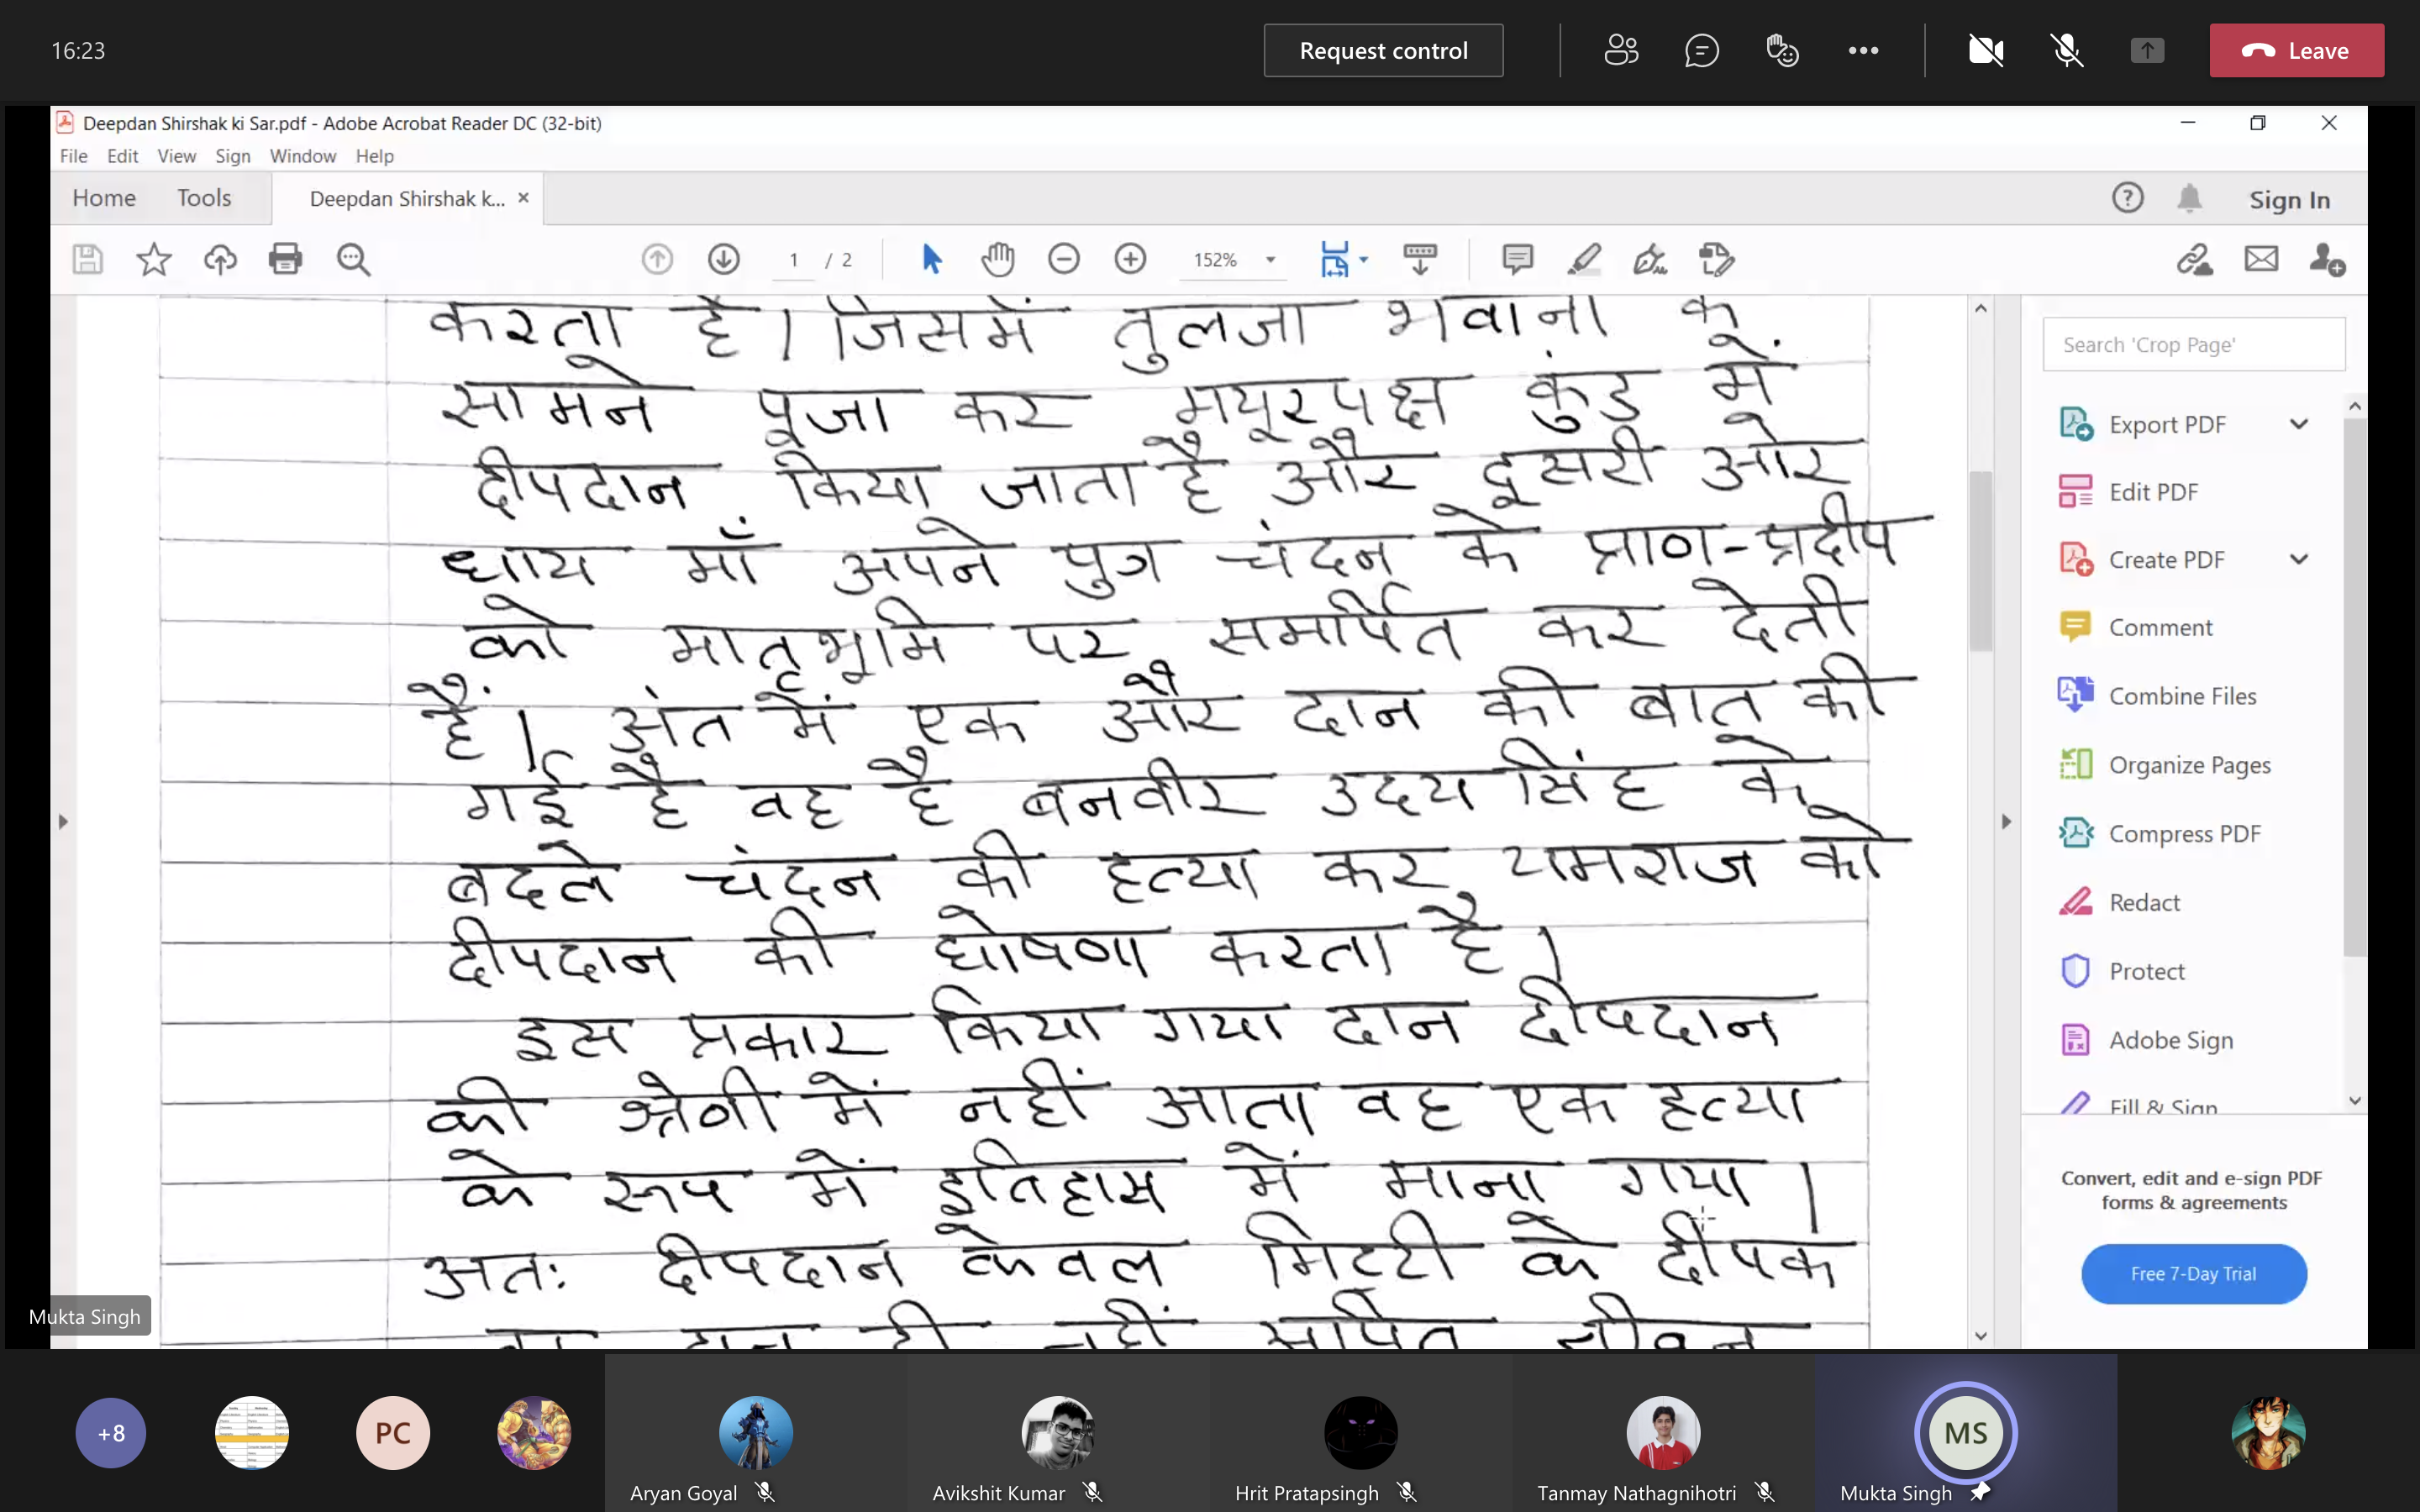 16:23
Request control
Leave
Deepdan Shirshak ki Sar.pdf - Adobe Acrobat Reader DC (32-bit)
File Edit View Sign Window Help
Home Tools Deepdan Shirshak k... ×
Sign In
1 / 2 152%
करता है। जिसमें तुलजा भवानी के
सामने पूजा कर मयूरपक्ष कुंड में
दीपदान किया जाता है और दूसरी ओर
धाय माँ अपने पुत्र चंदन के प्राण-प्रदीप
को मातृभूमि पर समर्पित कर देती
हैं। अंत में एक और दान की बात की
गई है वह है बनवीर उदय सिंह के
बदले चंदन की हत्या कर यमराज को
दीपदान की घोषणा करता है।
इस प्रकार किया गया दान दीपदान
की श्रेणी में नहीं आता वह एक हत्या
के रूप में इतिहास में माना गया।
अतः दीपदान केवल मिटटी के दीपक
Search 'Crop Page'
Export PDF
Edit PDF
Create PDF
Comment
Combine Files
Organize Pages
Compress PDF
Redact
Protect
Adobe Sign
Fill & Sign
Convert, edit and e-sign PDF
forms & agreements
Free 7-Day Trial
Mukta Singh
+8
PC
MS
Aryan Goyal
Avikshit Kumar
Hrit Pratapsingh
Tanmay Nathagnihotri
Mukta Singh